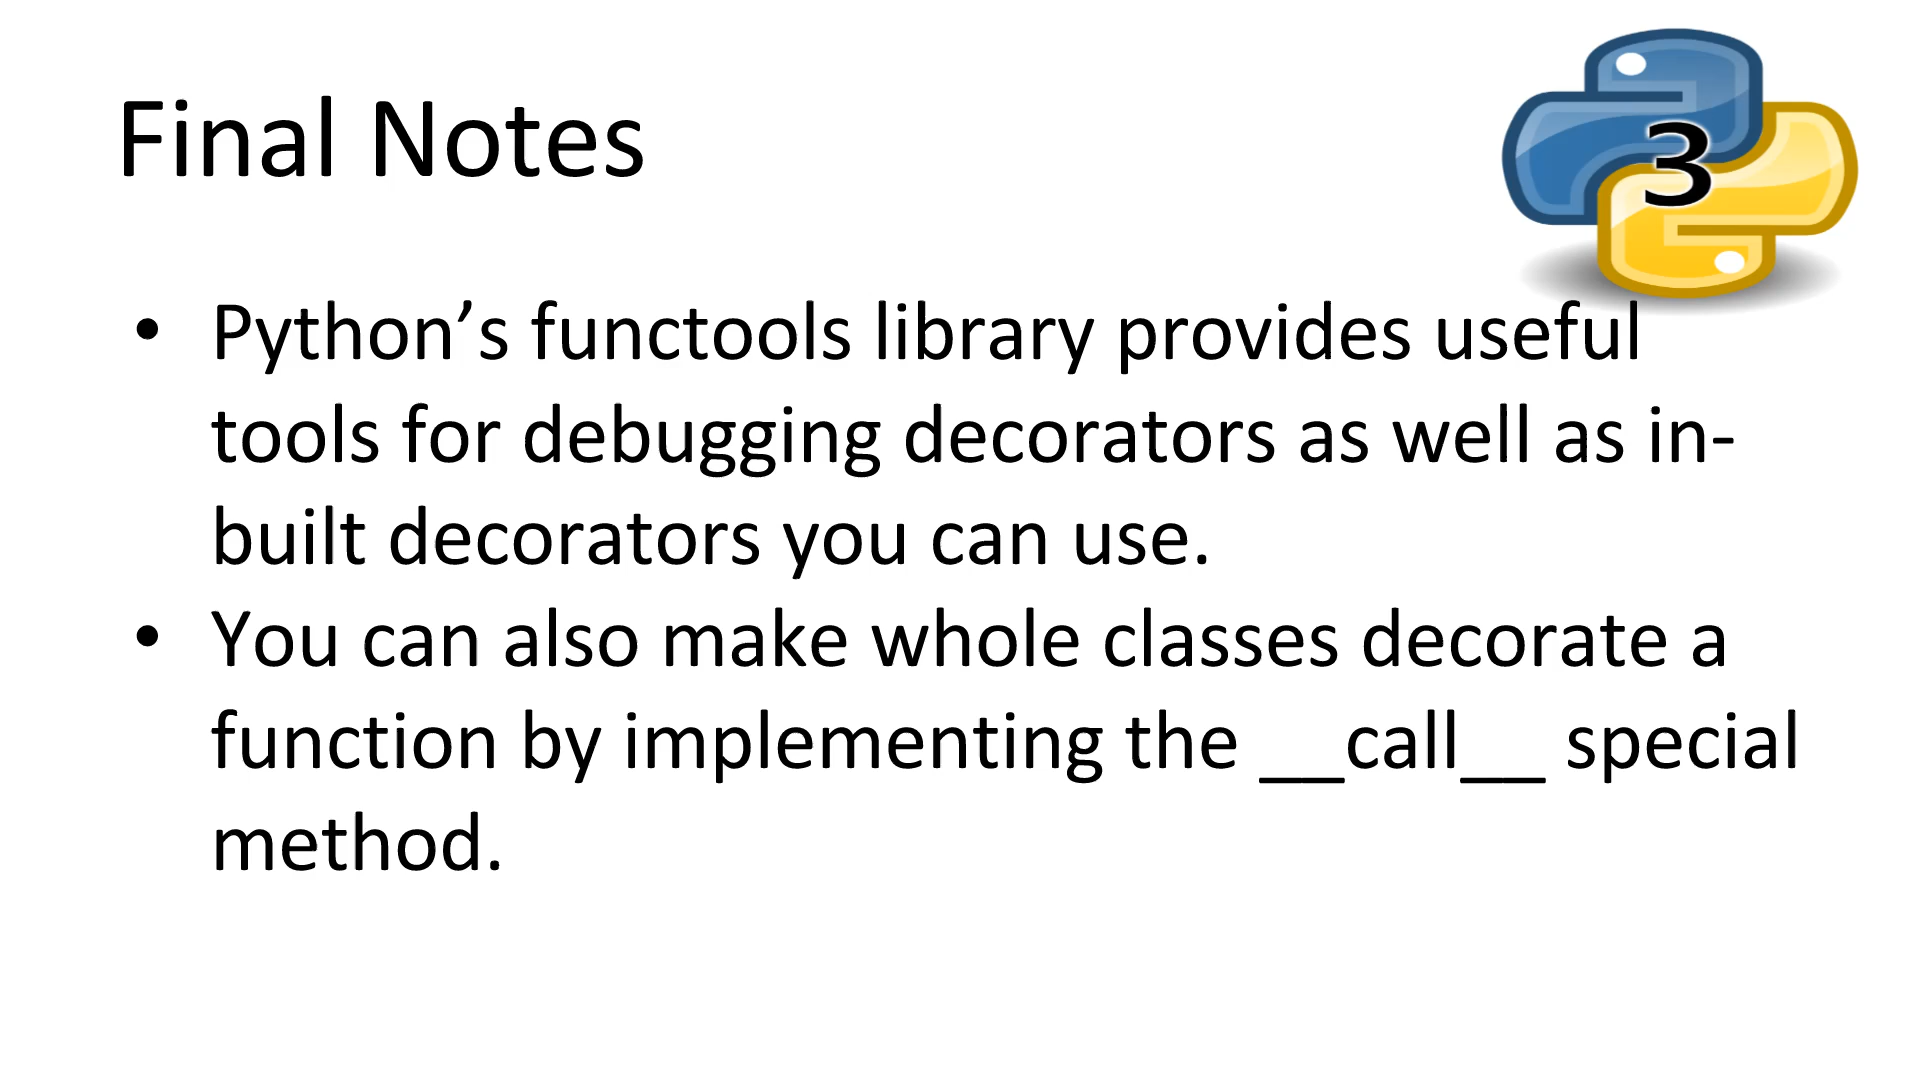 Final Notes
3
• Python’s functools library provides useful
tools for debugging decorators as well as in-
built decorators you can use.
• You can also make whole classes decorate a
function by implementing the __call__ special
method.